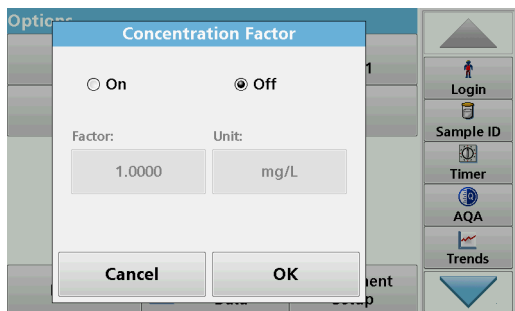 Options
Concentration Factor
On
Off
1
Login
Sample ID
Factor:
Unit:
1.0000
mg/L
Timer
AQA
Trends
Cancel
OK